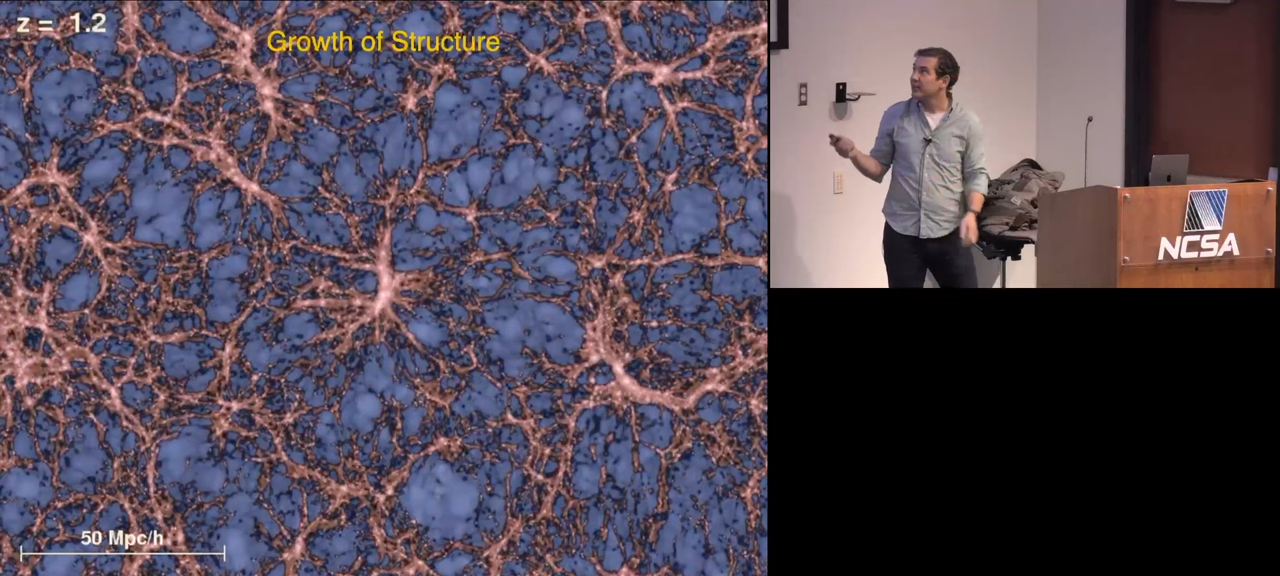 z = 1.2
Growth of Structure
50 Mpc/h
NCSA